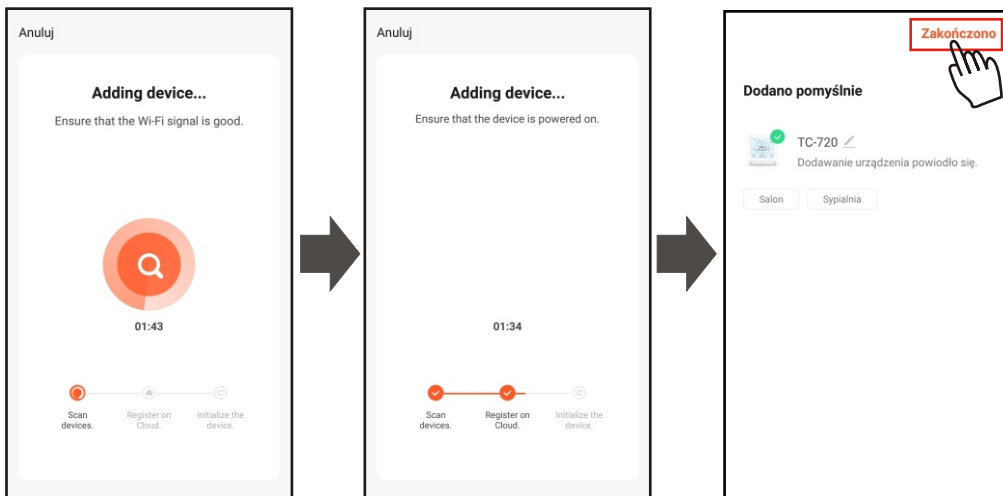 Anuluj
Adding device...
Ensure that the Wi-Fi signal is good.
01:43
Scan
devices.
Register on
Cloud.
Initialize the
device.
Anuluj
Adding device...
Ensure that the device is powered on.
01:34
Scan
devices.
Register on
Cloud.
Initialize the
device.
Zakończono
Dodano pomyślnie
TC-720
Dodawanie urządzenia powiodło się.
Salon
Sypialnia